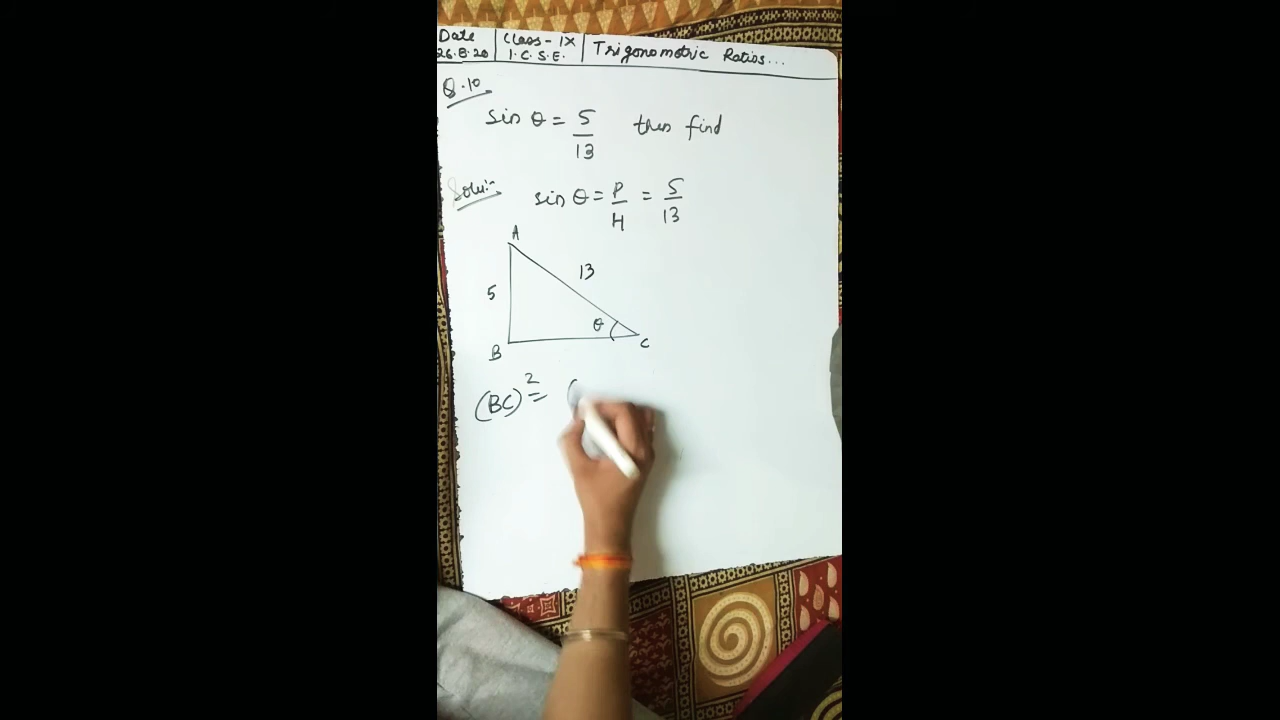 Date
26.8.20
Class - IX
I.C.S.E.
Trigonometric Ratios...
Q.10
sin θ = 5/13 then find
Solu:-
sin θ = P/H = 5/13
A
13
5
θ
B
C
(BC)² = (